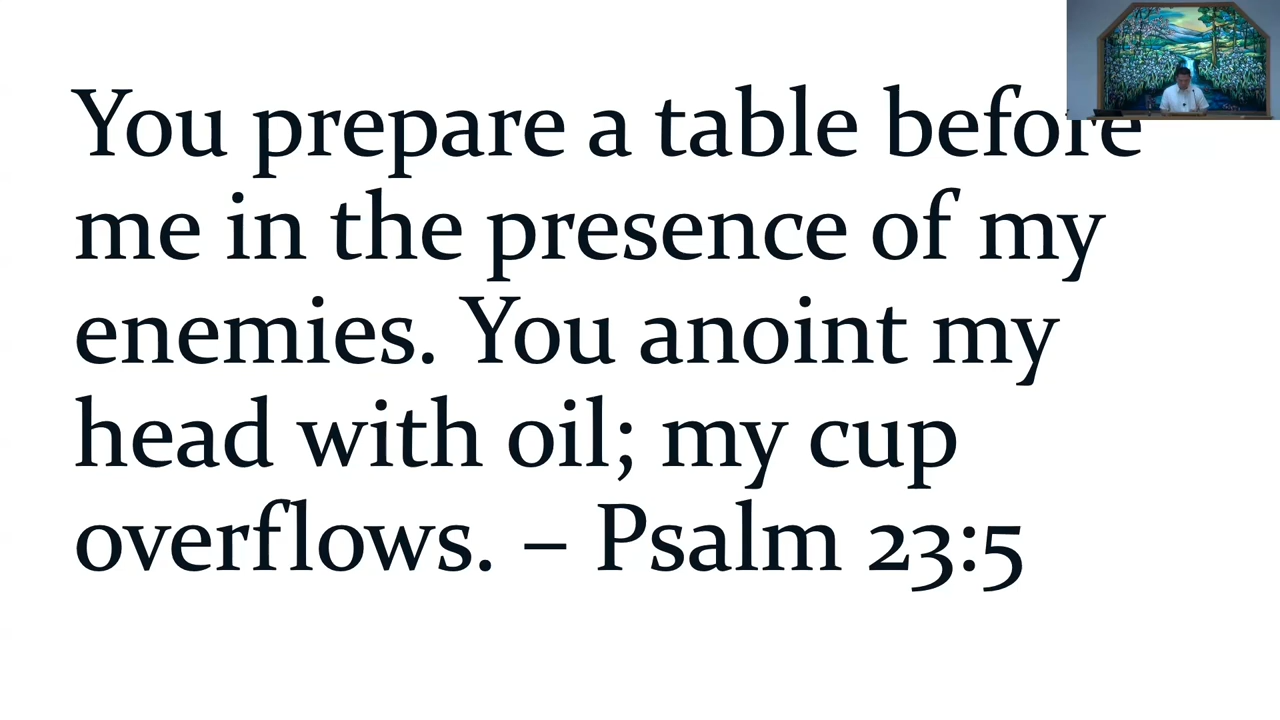 You prepare a table before
me in the presence of my
enemies. You anoint my
head with oil; my cup
overflows. – Psalm 23:5